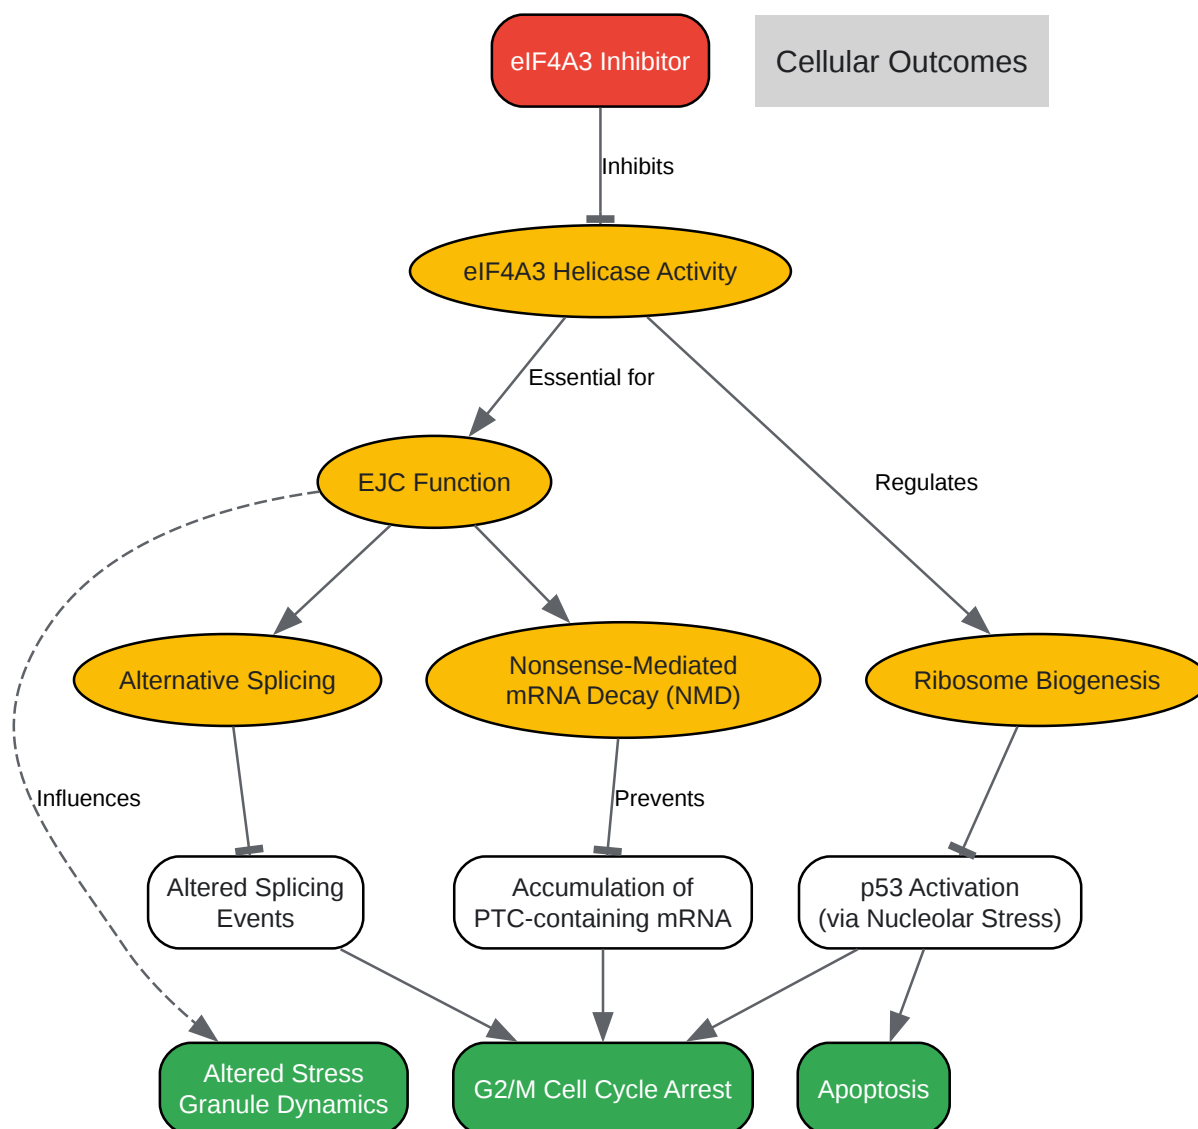 eIF4A3 Inhibitor
Cellular Outcomes
Inhibits
eIF4A3 Helicase Activity
Essential for
EJC Function
Regulates
Alternative Splicing
Nonsense-Mediated
mRNA Decay (NMD)
Ribosome Biogenesis
Influences
Prevents
Altered Splicing
Events
Accumulation of
PTC-containing mRNA
p53 Activation
(via Nucleolar Stress)
Altered Stress
Granule Dynamics
G2/M Cell Cycle Arrest
Apoptosis